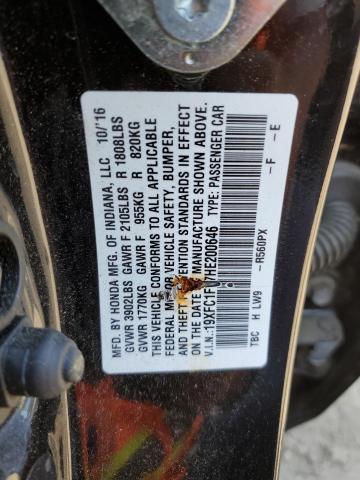 MFD. BY HONDA MFG. OF INDIANA, LLC 10/16
GVWR 3902LBS GAWR F 2105LBS R 1808LBS
GVWR 1770KG GAWR F 955KG R 820KG
THIS VEHICLE CONFORMS TO ALL APPLICABLE
FEDERAL MOTOR VEHICLE SAFETY, BUMPER,
AND THEFT PREVENTION STANDARDS IN EFFECT
ON THE DATE OF MANUFACTURE SHOWN ABOVE.
V.I.N.: TYPE: PASSENGER CAR
TBC H LW9 -R560PX -F -E